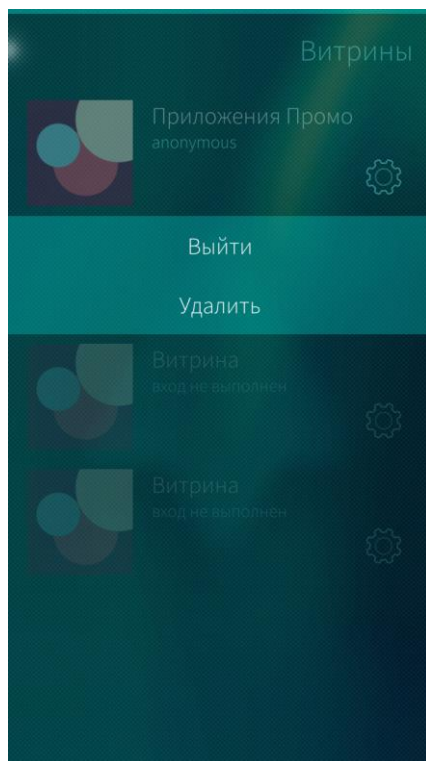 Витрины
Приложения Промо
anonymous
Выйти
Удалить
Витрина
вход не выполнен
Витрина
вход не выполнен